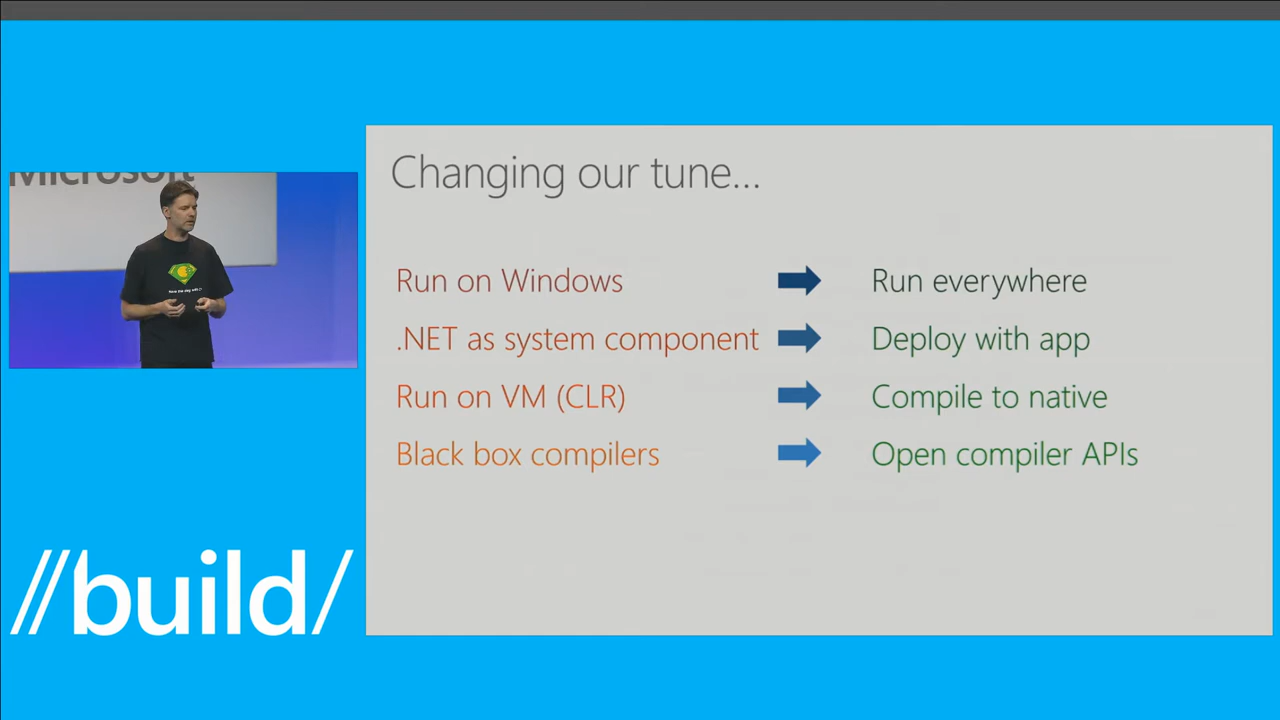 Microsoft
Changing our tune...
Run on Windows
Run everywhere
.NET as system component
Deploy with app
Run on VM (CLR)
Compile to native
Black box compilers
Open compiler APIs
//build/